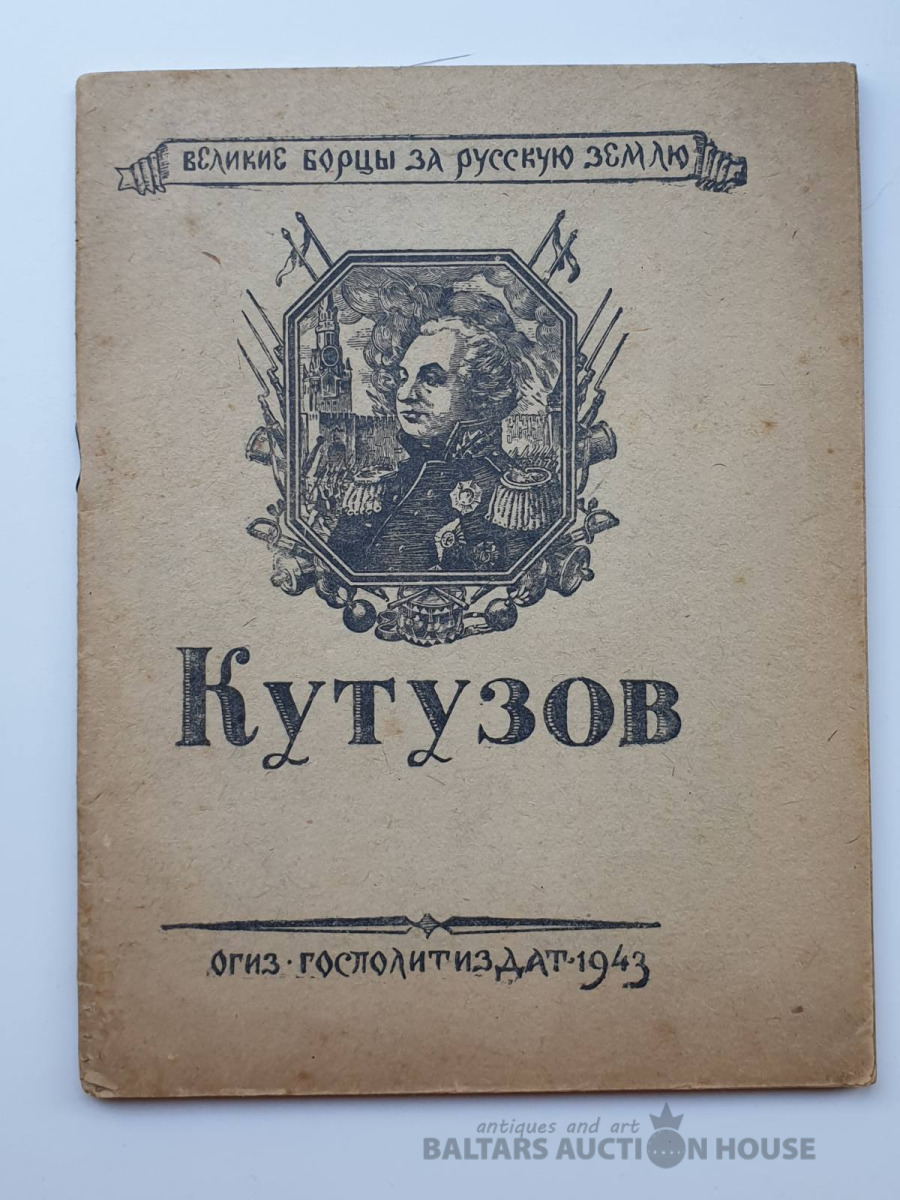 ВЕЛИКИЕ БОРЦЫ ЗА РУССКУЮ ЗЕМЛЮ
Кутузов
ОГИЗ · ГОСПОЛИТИЗДАТ · 1943
antiques and art
BALTARS AUCTION HOUSE